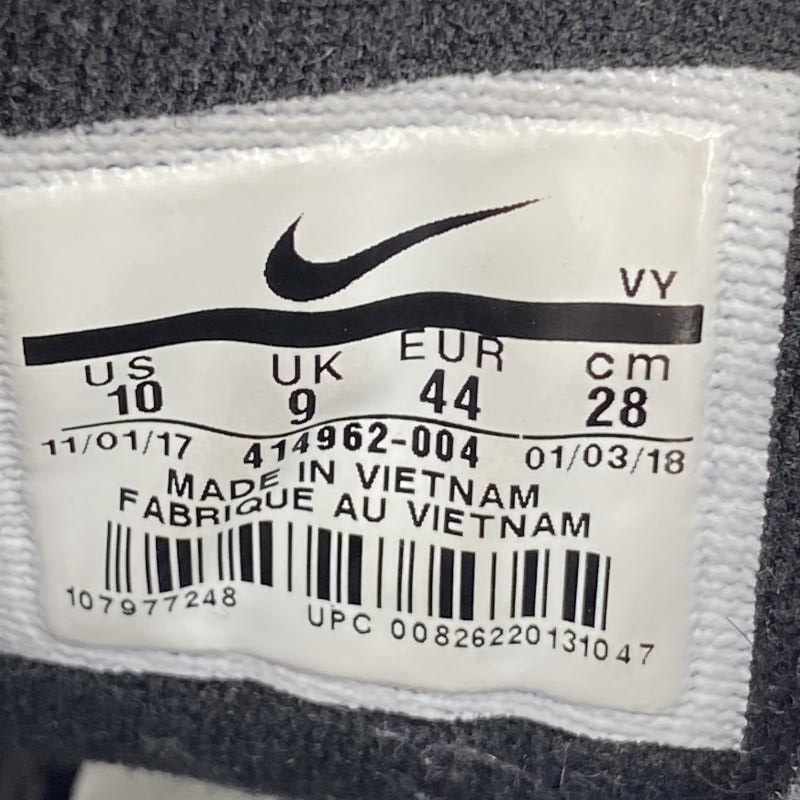 VY
US UK EUR cm
10 9 44 28
11/01/17 414962-004 01/03/18
MADE IN VIETNAM
FABRIQUE AU VIETNAM
107977248 UPC 00826220131047